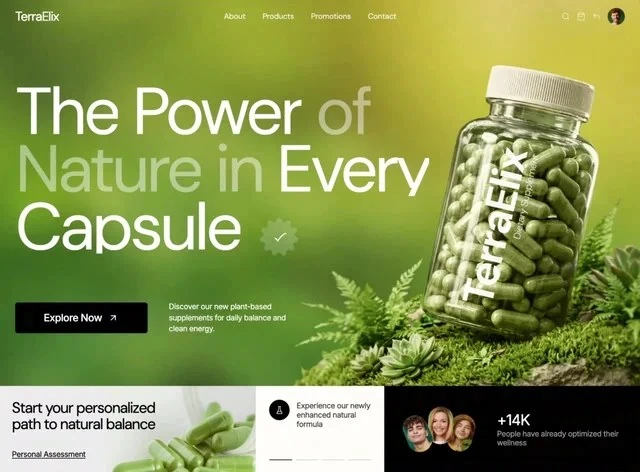 TerraElix
About
Products
Promotions
Contact
The Power of
Nature in Every
Capsule
Explore Now
Discover our new plant-based
supplements for daily balance and
clean energy.
TerraElix
Dietary Supplement
Start your personalized
path to natural balance
Personal Assessment
Experience our newly
enhanced natural
formula
+14K
People have already optimized their
wellness